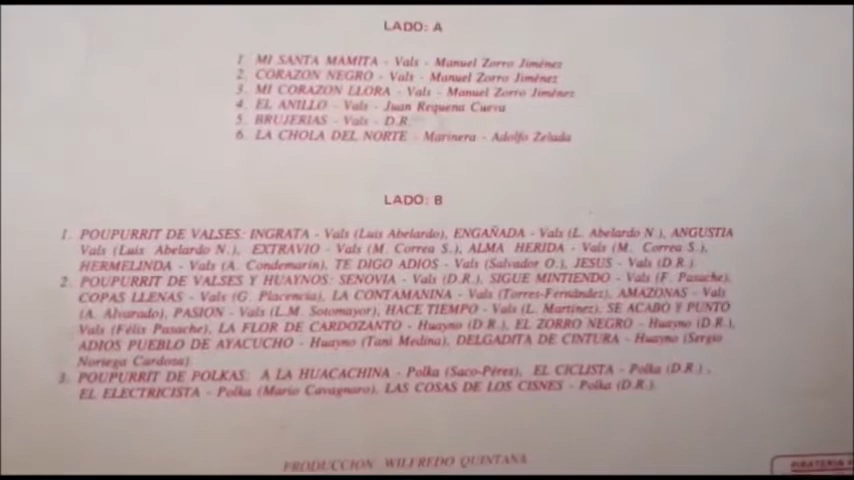 LADO: A
1. MI SANTA MAMITA - Vals - Manuel Zorro Jiménez
2. CORAZON NEGRO - Vals - Manuel Zorro Jiménez
3. MI CORAZON LLORA - Vals - Manuel Zorro Jiménez
4. EL ANILLO - Vals - Juan Requena Cueva
5. BRUJERIAS - Vals - D.R.
6. LA CHOLA DEL NORTE - Marinera - Adolfo Zelada
LADO: B
1. POUPURRIT DE VALSES: INGRATA - Vals (Luis Abelardo), ENGAÑADA - Vals (L. Abelardo N.), ANGUSTIA
Vals (Luis Abelardo N.), EXTRAVIO - Vals (M. Correa S.), ALMA HERIDA - Vals (M. Correa S.),
HERMELINDA - Vals (A. Condemarin), TE DIGO ADIOS - Vals (Salvador O.), JESUS - Vals (D.R.)
2. POUPURRIT DE VALSES Y HUAYNOS: SENOVIA - Vals (D.R.), SIGUE MINTIENDO - Vals (F. Pasache),
COPAS LLENAS - Vals (G. Placencia), LA CONTAMANINA - Vals (Torres-Fernández), AMAZONAS - Vals
(A. Alvarado), PASION - Vals (L.M. Sotomayor), HACE TIEMPO - Vals (L. Martínez), SE ACABO Y PUNTO
Vals (Félix Pasache), LA FLOR DE CARDOZANTO - Huayno (D.R.), EL ZORRO NEGRO - Huayno (D.R.),
ADIOS PUEBLO DE AYACUCHO - Huayno (Tani Medina), DELGADITA DE CINTURA - Huayno (Sergio
Noriega Cardoza).
3. POUPURRIT DE POLKAS: A LA HUACACHINA - Polka (Saco-Péres), EL CICLISTA - Polka (D.R.),
EL ELECTRICISTA - Polka (Mario Cavagnaro), LAS COSAS DE LOS CISNES - Polka (D.R.).
PRODUCCION WILFREDO QUINTANA
PIRATERIA